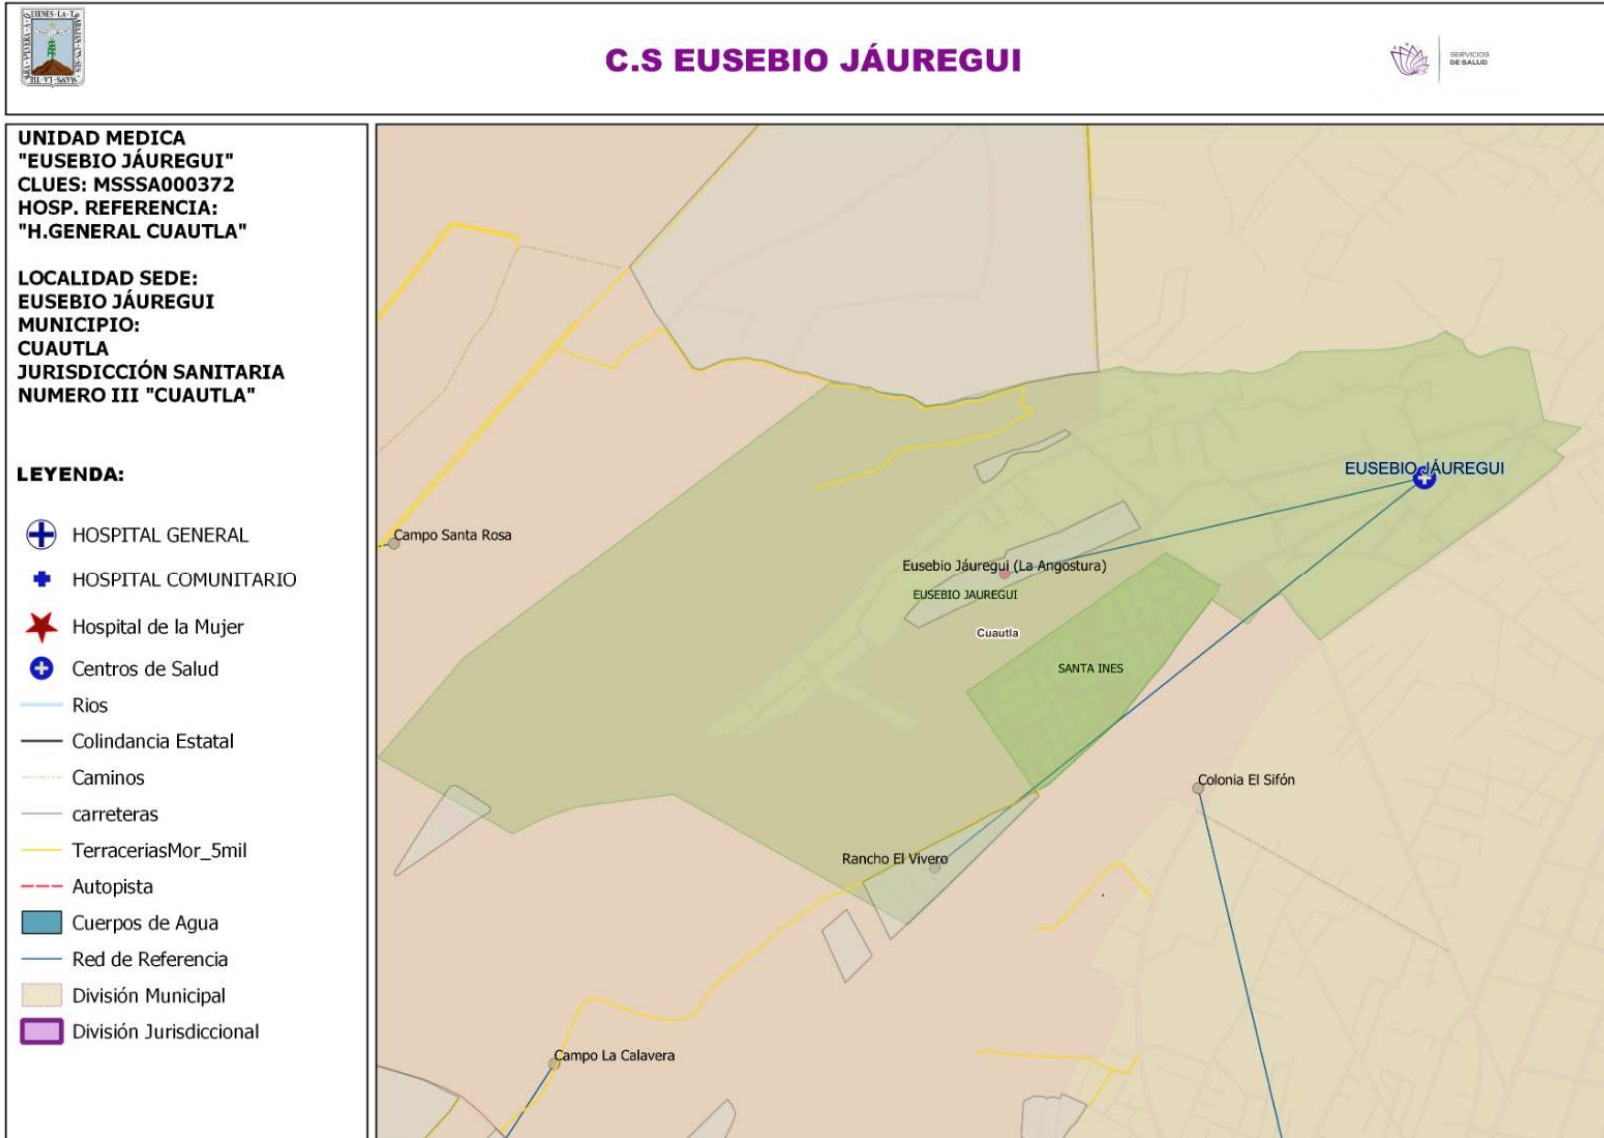 C.S EUSEBIO JÁUREGUI
SERVICIOS
DE SALUD
UNIDAD MEDICA
"EUSEBIO JÁUREGUI"
CLUES: MSSSA000372
HOSP. REFERENCIA:
"H.GENERAL CUAUTLA"
LOCALIDAD SEDE:
EUSEBIO JÁUREGUI
MUNICIPIO:
CUAUTLA
JURISDICCIÓN SANITARIA
NUMERO III "CUAUTLA"
LEYENDA:
HOSPITAL GENERAL
HOSPITAL COMUNITARIO
Hospital de la Mujer
Centros de Salud
Rios
Colindancia Estatal
Caminos
carreteras
TerraceriasMor_5mil
Autopista
Cuerpos de Agua
Red de Referencia
División Municipal
División Jurisdiccional
EUSEBIO JÁUREGUI
Campo Santa Rosa
Eusebio Jáuregui (La Angostura)
EUSEBIO JAUREGUI
Cuautla
SANTA INES
Colonia El Sifón
Rancho El Vivero
Campo La Calavera